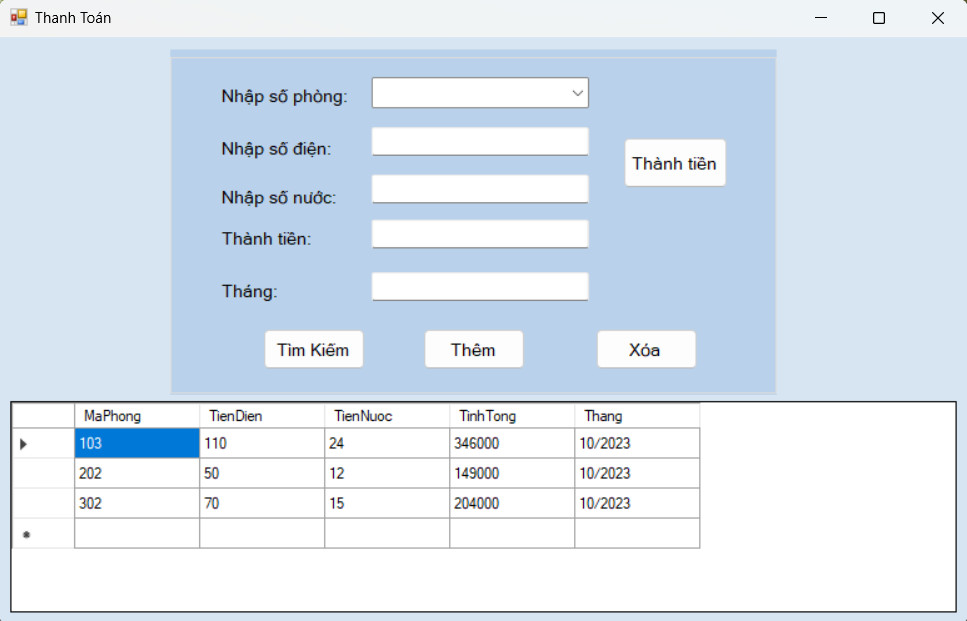 Thanh Toán
Nhập số phòng:
Nhập số điện:
Thành tiền
Nhập số nước:
Thành tiền:
Tháng:
Tìm Kiếm Thêm Xóa
MaPhong TienDien TienNuoc TinhTong Thang
103 110 24 346000 10/2023
202 50 12 149000 10/2023
302 70 15 204000 10/2023